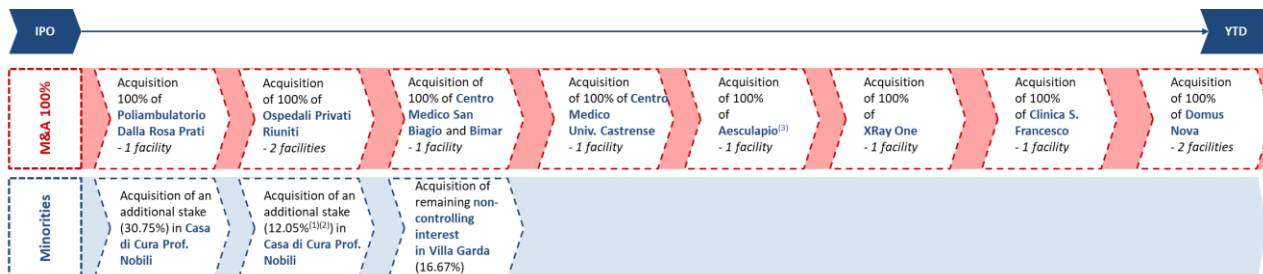 IPO
YTD
M&A 100%
Acquisition
100% of
Poliambulatorio
Dalla Rosa Prati
- 1 facility
Acquisition
of 100% of
Ospedali Privati
Riuniti
- 2 facilities
Acquisition of
100% of Centro
Medico San
Biagio and Bimar
- 1 facility
Acquisition
of 100% of Centro
Medico
Univ. Castrense
- 1 facility
Acquisition
of 100%
of
Aesculapio(3)
- 1 facility
Acquisition
of 100%
of
XRay One
- 1 facility
Acquisition
of 100%
of Clinica S.
Francesco
- 1 facility
Acquisition
of 100%
of Domus
Nova
- 2 facilities
Minorities
Acquisition of an
additional stake
(30.75%) in Casa
di Cura Prof.
Nobili
Acquisition of an
additional stake
(12.05%(1)(2)) in
Casa di Cura Prof.
Nobili
Acquisition of
remaining non-
controlling
interest
in Villa Garda
(16.67%)